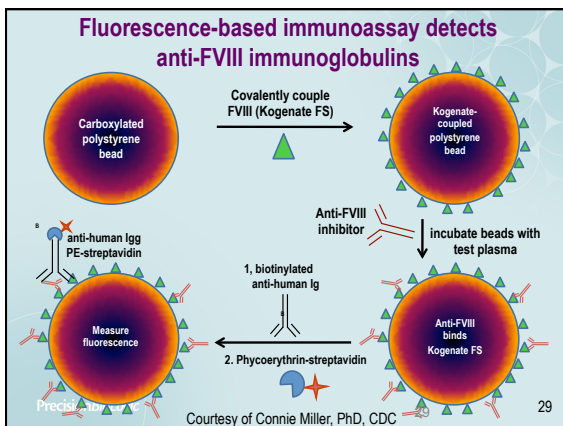 Fluorescence-based immunoassay detects
anti-FVIII immunoglobulins
Carboxylated
polystyrene
bead
Covalently couple
FVIII (Kogenate FS)
Kogenate-
coupled
polystyrene
bead
B
anti-human Igg
PE-streptavidin
Anti-FVIII
inhibitor
incubate beads with
test plasma
1, biotinylated
anti-human Ig
B
Measure
fluorescence
Anti-FVIII
binds
Kogenate FS
2. Phycoerythrin-streptavidin
Courtesy of Connie Miller, PhD, CDC
29
29